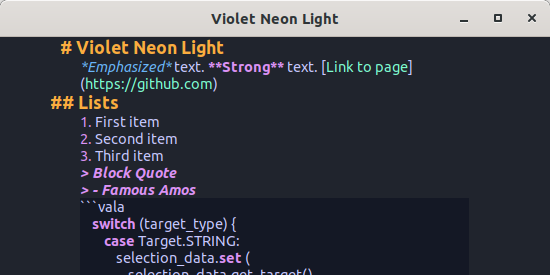 Violet Neon Light
# Violet Neon Light
*Emphasized* text. **Strong** text. [Link to page]
(https://github.com)
## Lists
1. First item
2. Second item
3. Third item
> Block Quote
> - Famous Amos
```vala
switch (target_type) {
case Target.STRING:
selection_data.set (
selection_data.get_target()